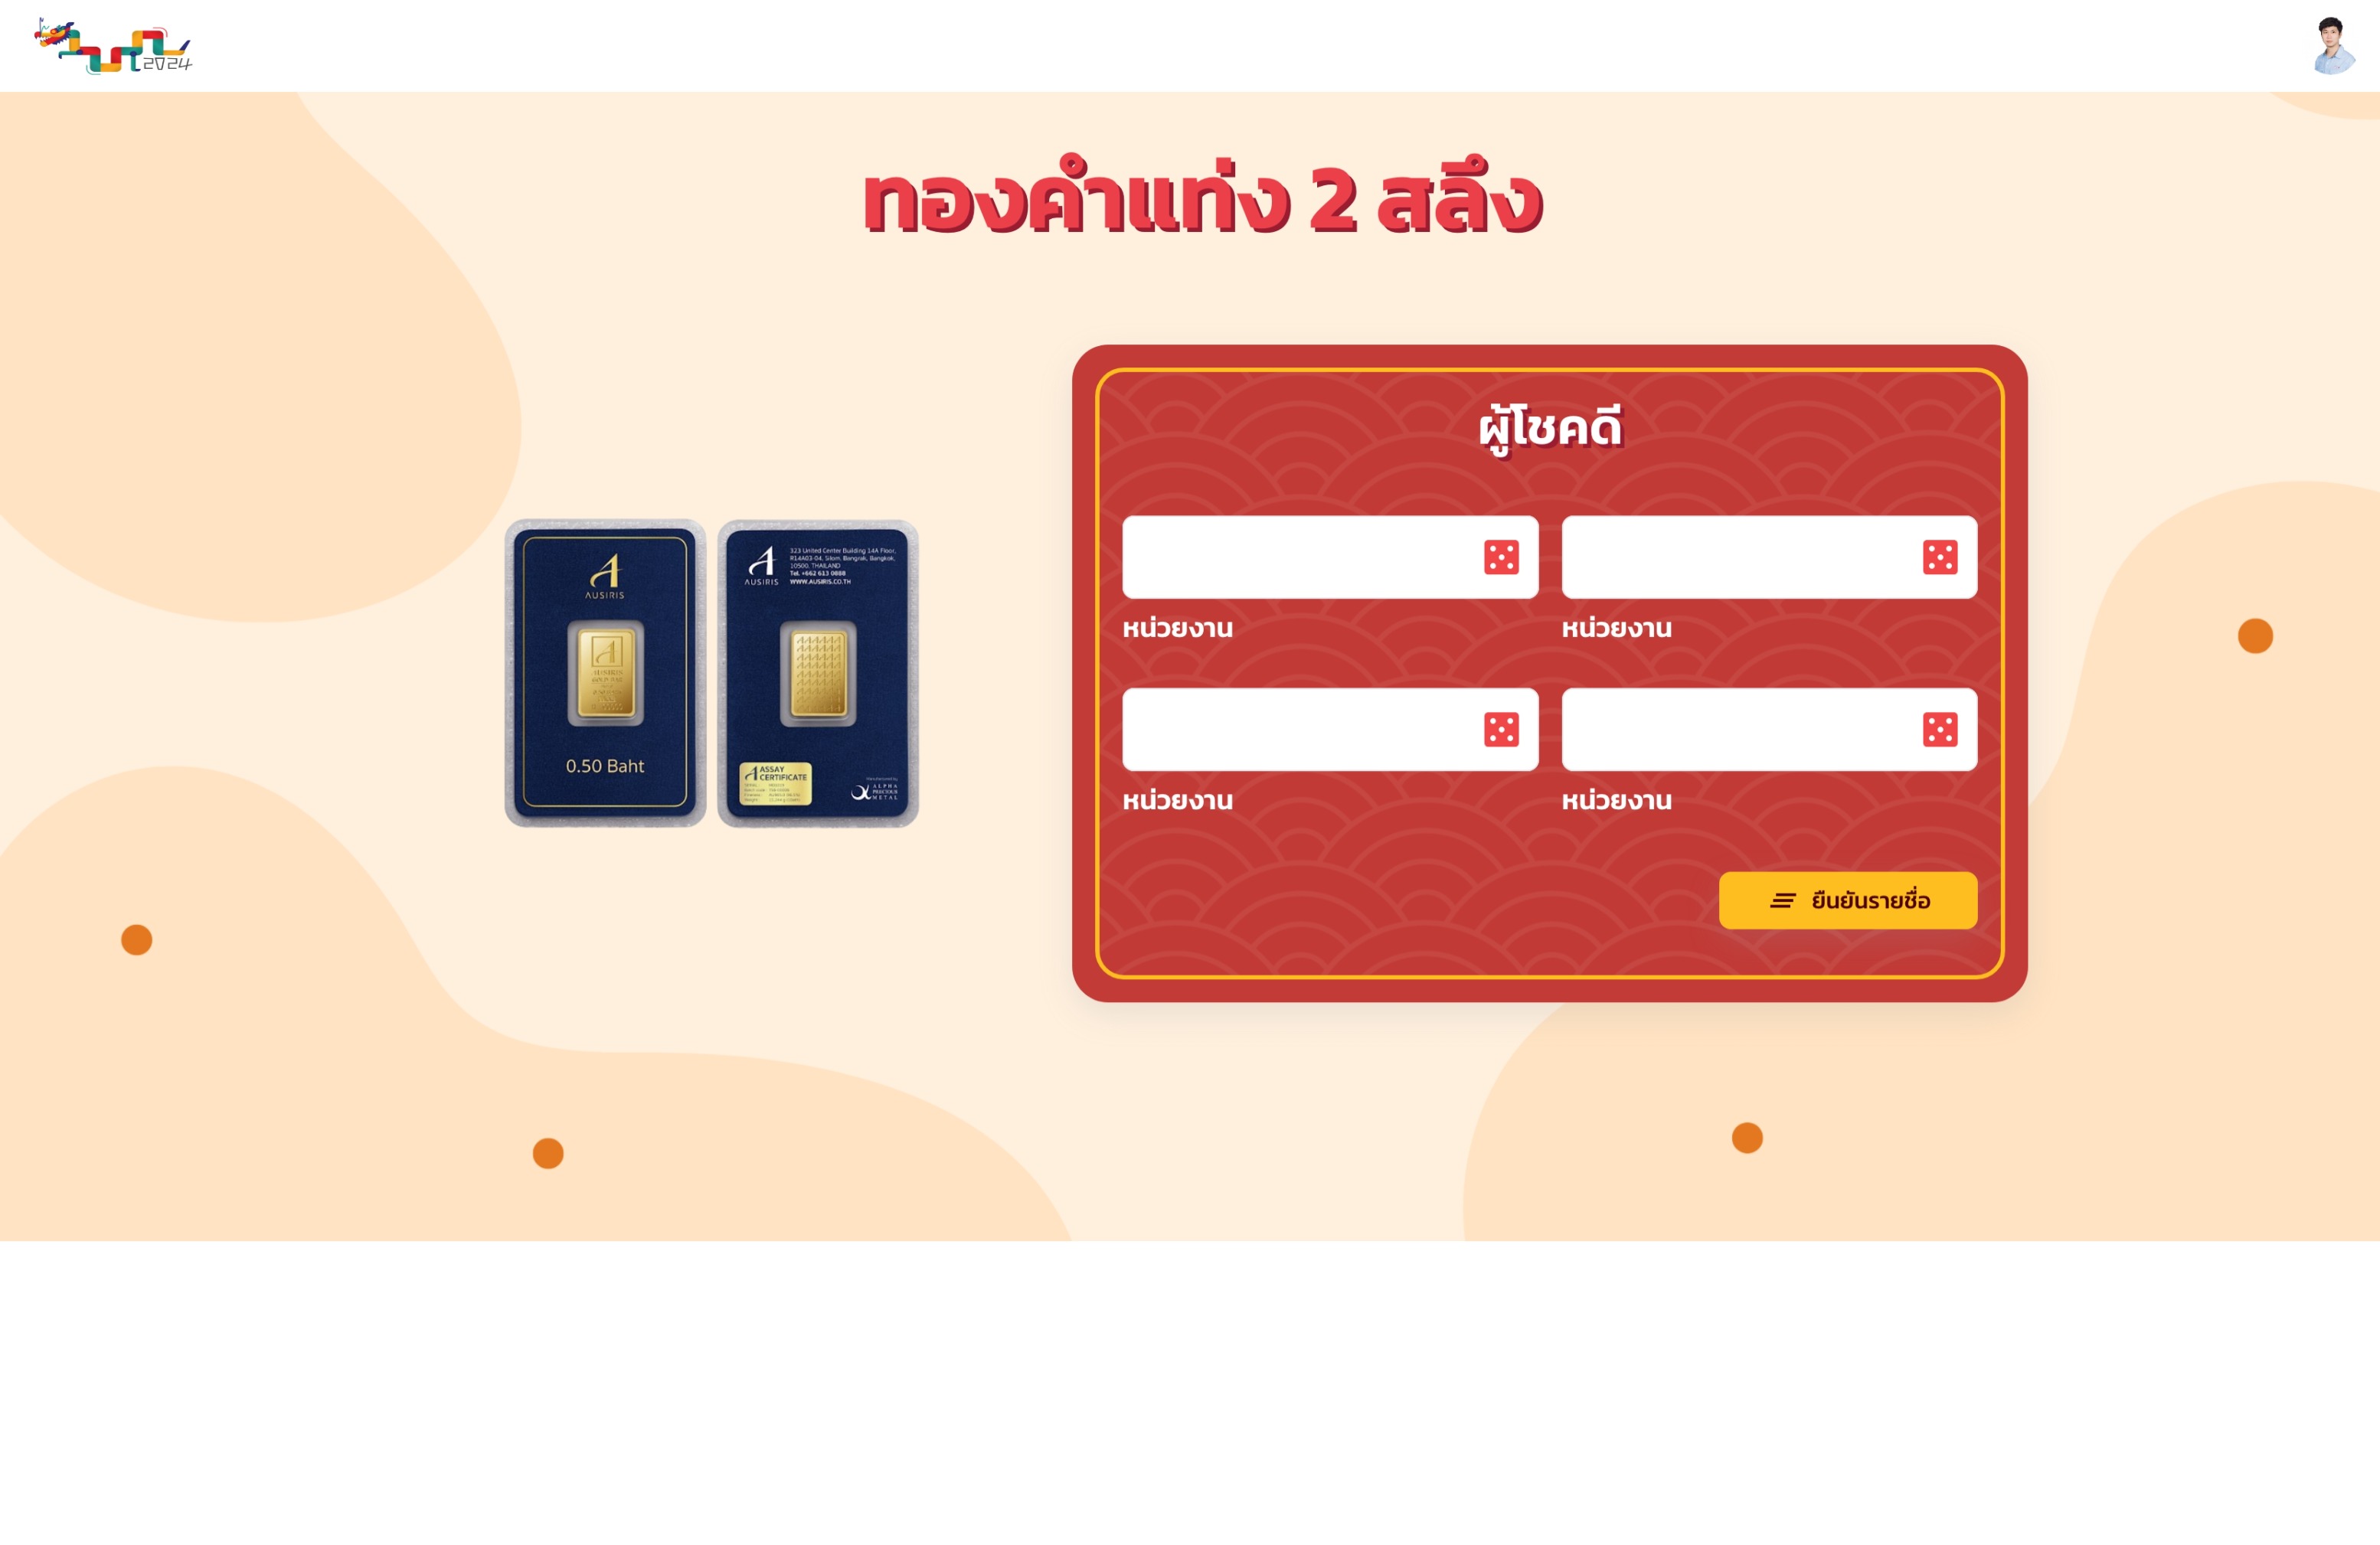 2024
ทองคำแท่ง 2 สลึง
ผู้โชคดี
หน่วยงาน
หน่วยงาน
หน่วยงาน
หน่วยงาน
ยืนยันรายชื่อ
AUSIRIS
0.50 Baht
AUSIRIS
323 United Center Building 14A Floor,
R14A03-04, Silom, Bangrak, Bangkok,
10500, THAILAND
Tel. +662 613 0888
WWW.AUSIRIS.CO.TH
ASSAY
CERTIFICATE
Manufactured by
ALPHA
PRECIOUS
METAL